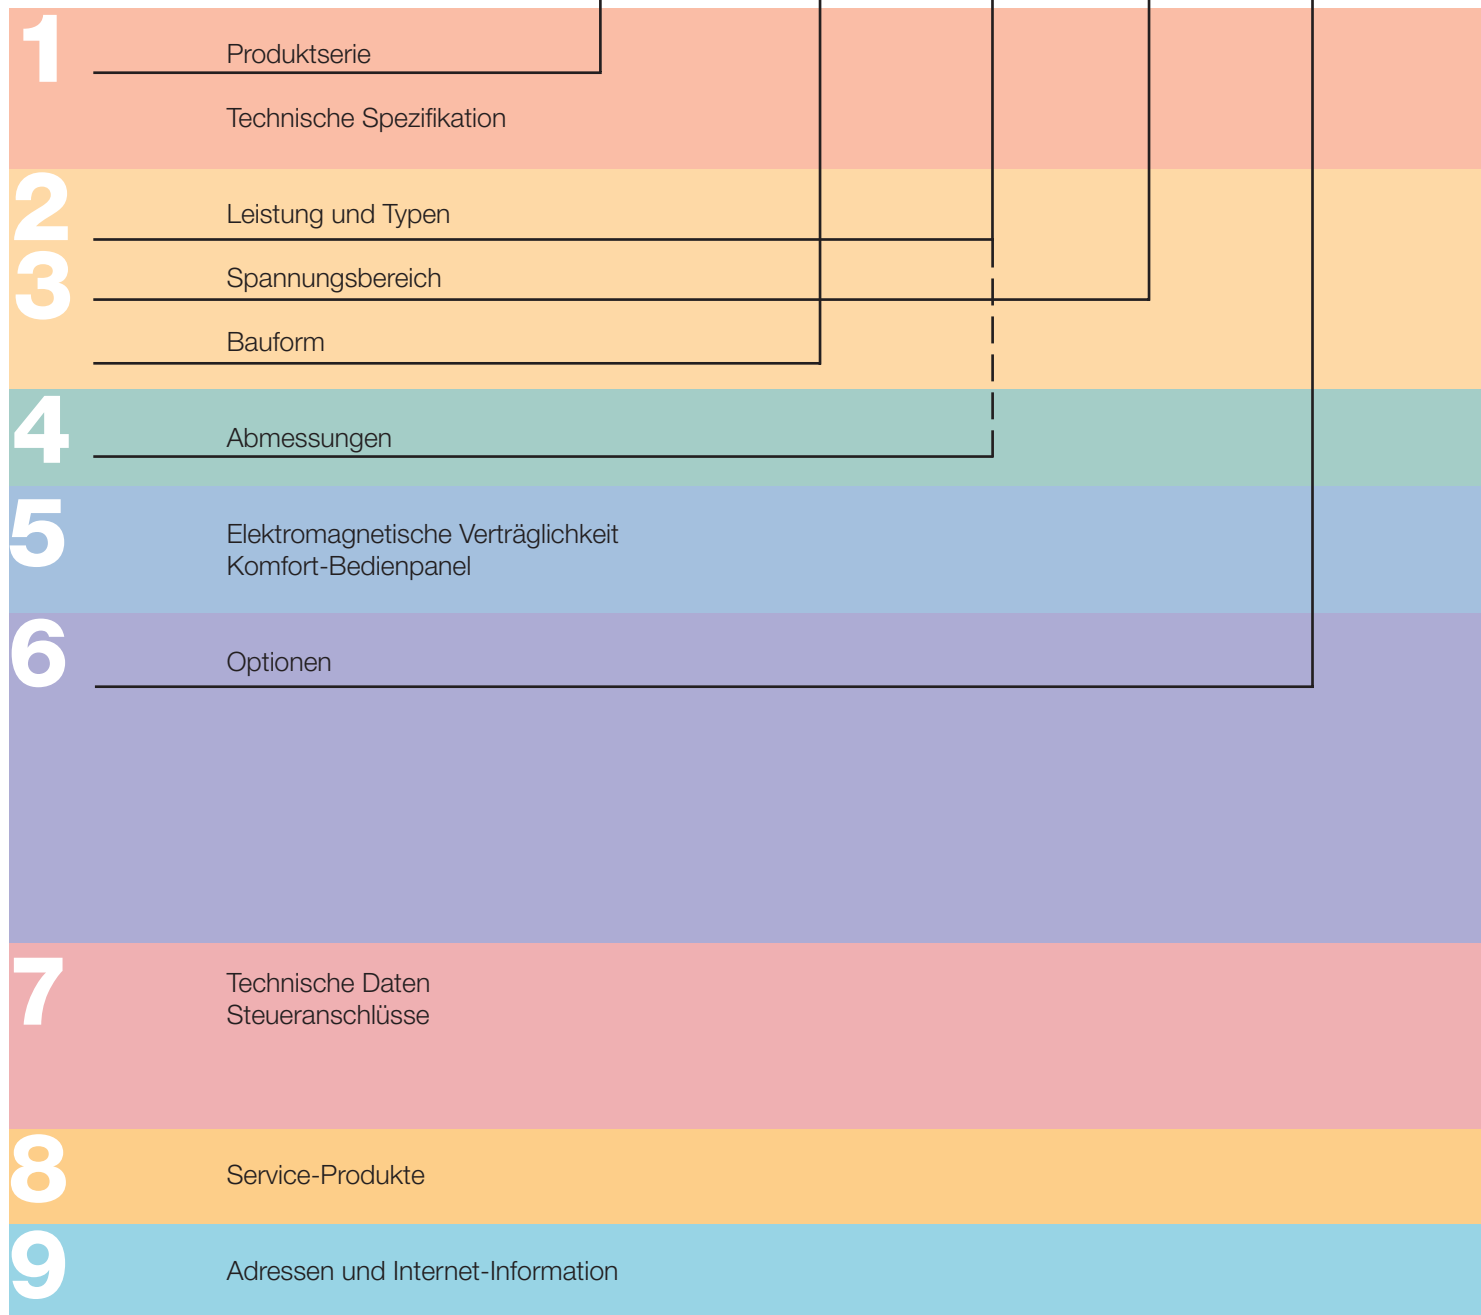 1
Produktserie
Technische Spezifikation
2
Leistung und Typen
3
Spannungsbereich
Bauform
4
Abmessungen
5
Elektromagnetische Verträglichkeit
Komfort-Bedienpanel
6
Optionen
7
Technische Daten
Steueranschlüsse
8
Service-Produkte
9
Adressen und Internet-Information